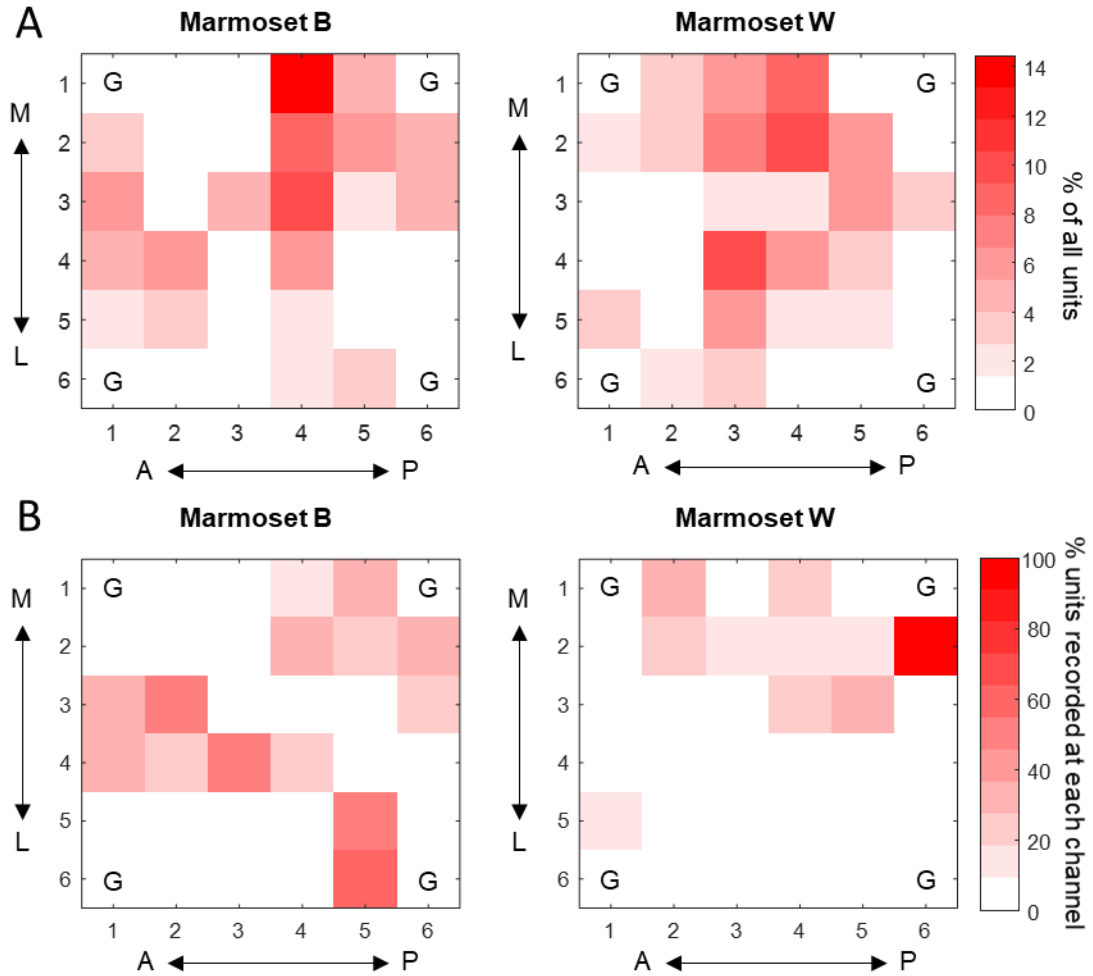 A
Marmoset B
Marmoset W
M
L
1
2
3
4
5
6
G
G
G
G
1 2 3 4 5 6
A P
M
L
1
2
3
4
5
6
G
G
G
G
1 2 3 4 5 6
A P
14
12
10
8
6
4
2
0
% of all units
B
Marmoset B
Marmoset W
M
L
1
2
3
4
5
6
G
G
G
G
1 2 3 4 5 6
A P
M
L
1
2
3
4
5
6
G
G
G
G
1 2 3 4 5 6
A P
100
80
60
40
20
0
% units recorded at each channel